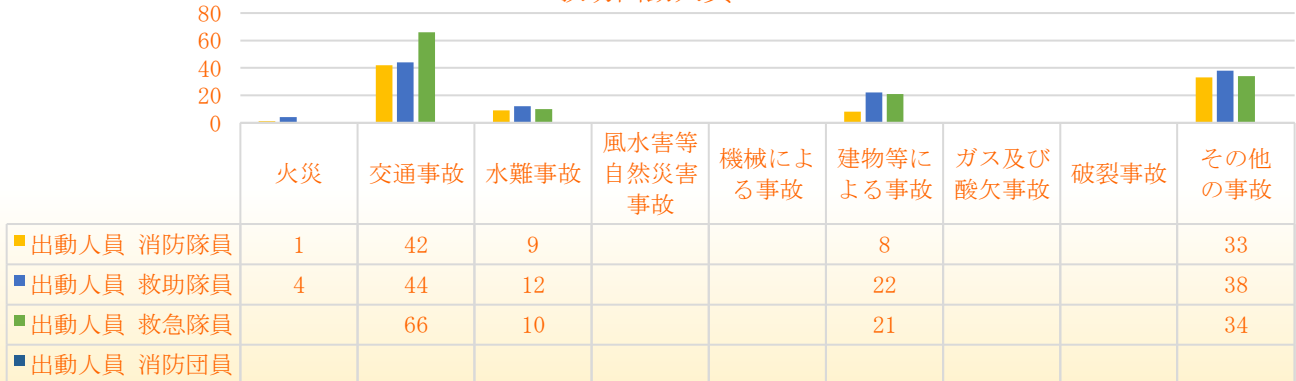 80
60
40
20
0
火災
交通事故
水難事故
風水害等
自然災害
事故
機械によ
る事故
建物等に
よる事故
ガス及び
酸欠事故
破裂事故
その他
の事故
出動人員 消防隊員 1 42 9 8 33
出動人員 救助隊員 4 44 12 22 38
出動人員 救急隊員 66 10 21 34
出動人員 消防団員